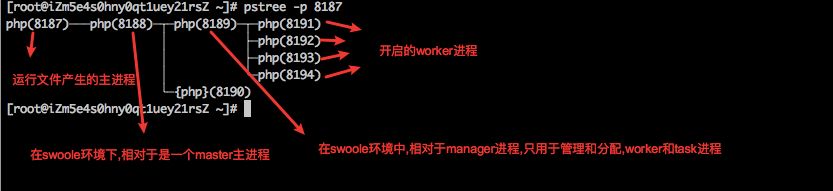 [root@iZm5e4s0hny0qt1uey21rsZ ~]# pstree -p 8187
php(8187)───php(8188)─┬─php(8189)─┬─php(8191)
├─php(8192)
├─php(8193)
└─php(8194)
└─{php}(8190)
[root@iZm5e4s0hny0qt1uey21rsZ ~]#
开启的worker进程
运行文件产生的主进程
在swoole环境下,相对于是一个master主进程
在swoole环境中,相对于manager进程,只用于管理和分配,worker和task进程